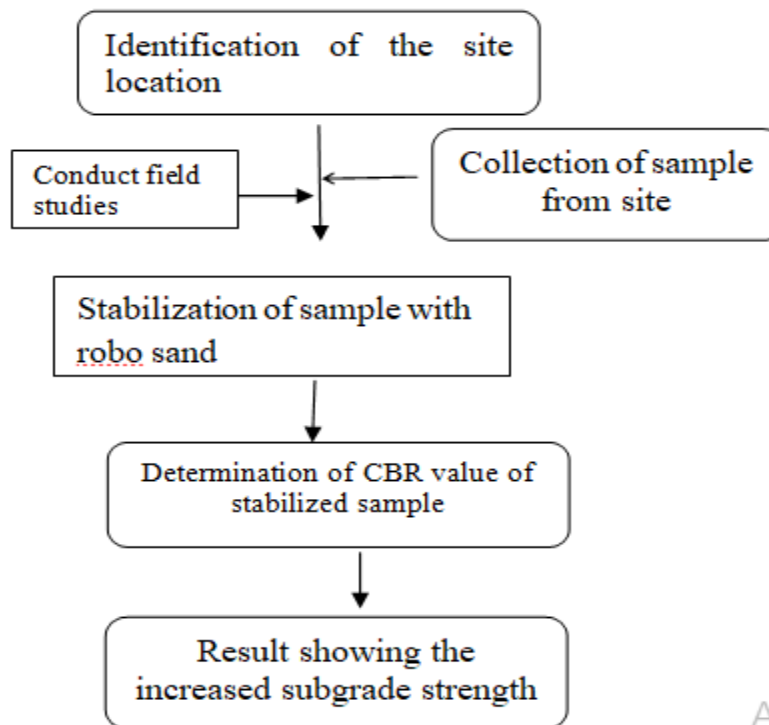 Identification of the site
location
Conduct field
studies
Collection of sample
from site
Stabilization of sample with
robo sand
Determination of CBR value of
stabilized sample
Result showing the
increased subgrade strength
A